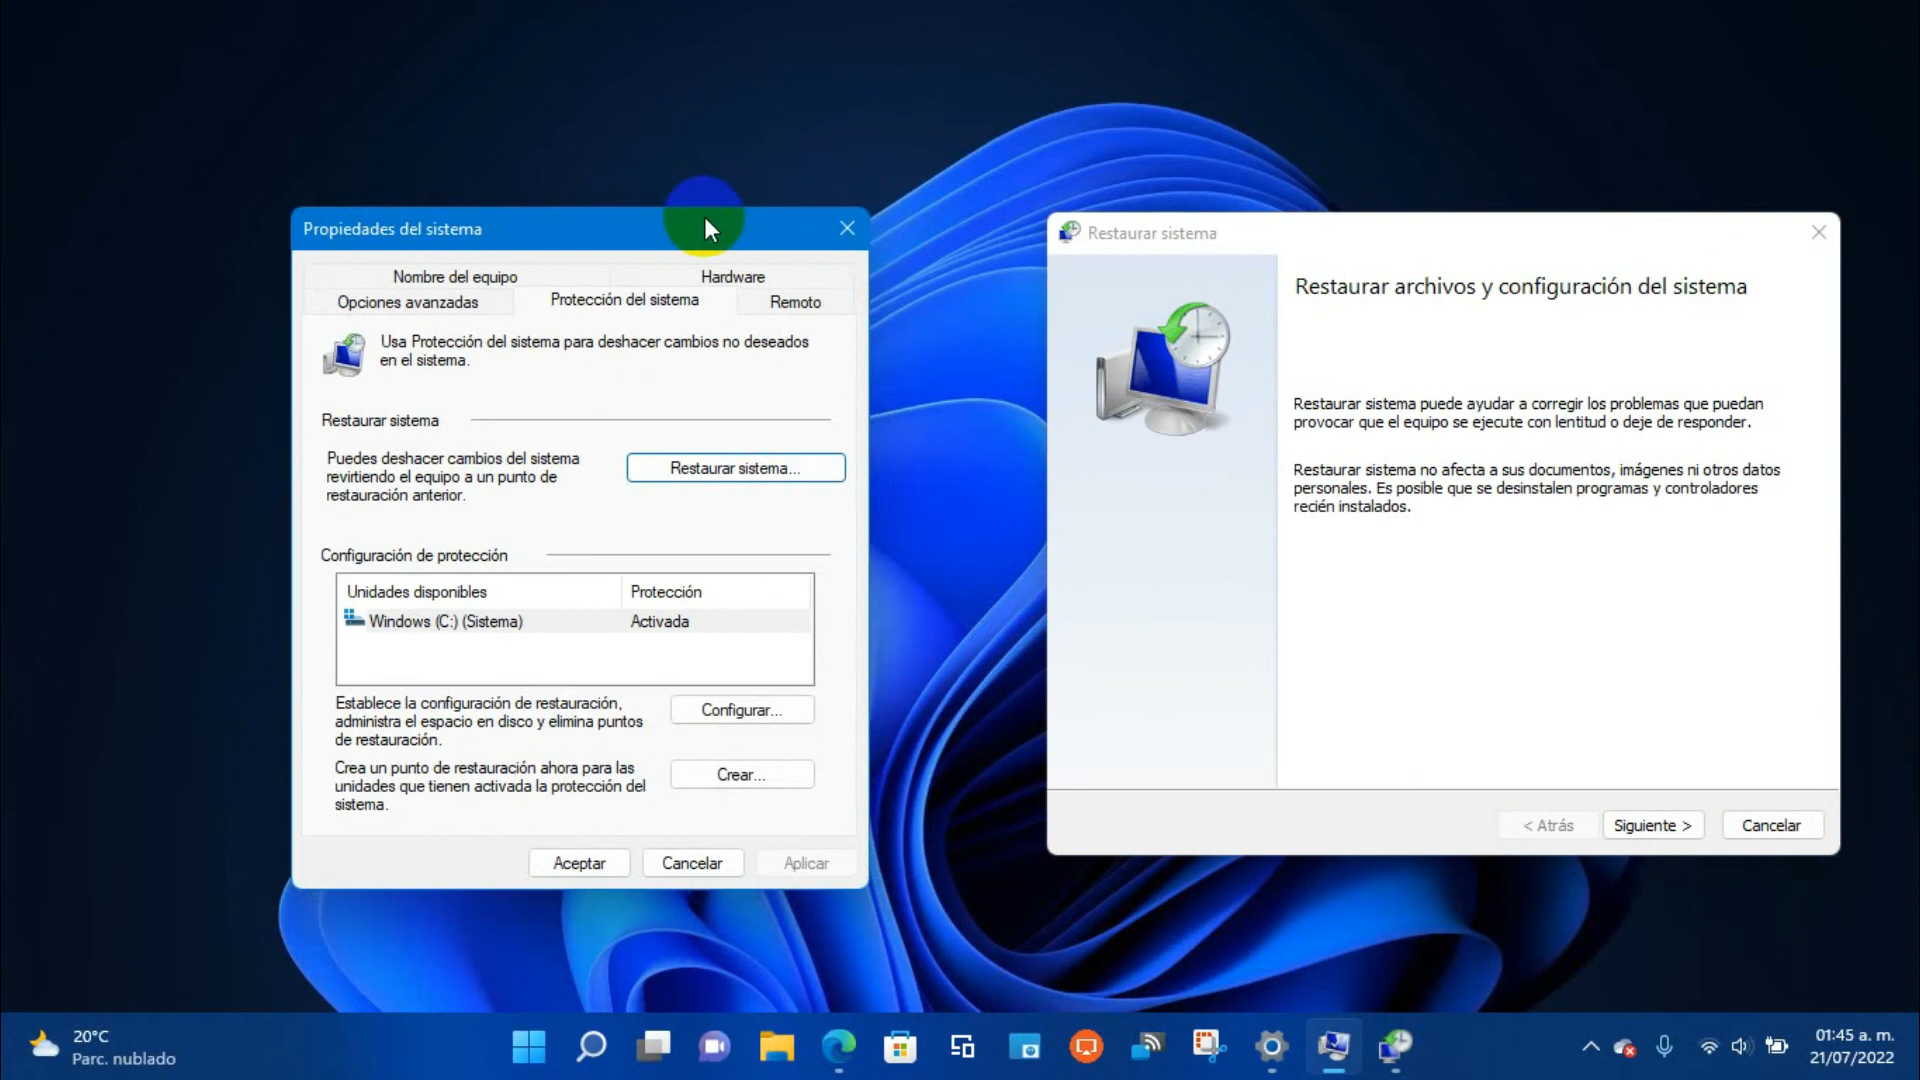 Propiedades del sistema
Nombre del equipo
Hardware
Opciones avanzadas
Protección del sistema
Remoto
Usa Protección del sistema para deshacer cambios no deseados
en el sistema.
Restaurar sistema
Puedes deshacer cambios del sistema
revirtiendo el equipo a un punto de
restauración anterior.
Restaurar sistema...
Configuración de protección
Unidades disponibles
Protección
Windows (C:) (Sistema)
Activada
Establece la configuración de restauración,
administra el espacio en disco y elimina puntos
de restauración.
Configurar...
Crea un punto de restauración ahora para las
unidades que tienen activada la protección del
sistema.
Crear...
Aceptar
Cancelar
Aplicar
Restaurar sistema
Restaurar archivos y configuración del sistema
Restaurar sistema puede ayudar a corregir los problemas que puedan
provocar que el equipo se ejecute con lentitud o deje de responder.
Restaurar sistema no afecta a sus documentos, imágenes ni otros datos
personales. Es posible que se desinstalen programas y controladores
recién instalados.
< Atrás
Siguiente >
Cancelar
20°C
Parc. nublado
01:45 a. m.
21/07/2022